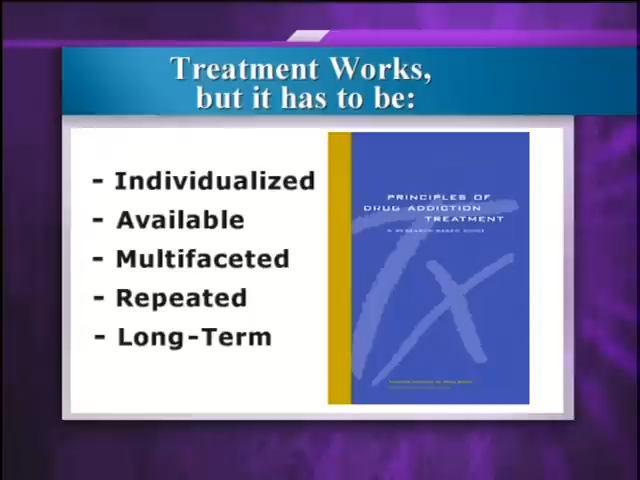 Treatment Works,
but it has to be:
- Individualized
- Available
- Multifaceted
- Repeated
- Long-Term
PRINCIPLES OF
DRUG ADDICTION
TREATMENT
A RESEARCH-BASED GUIDE
Tx